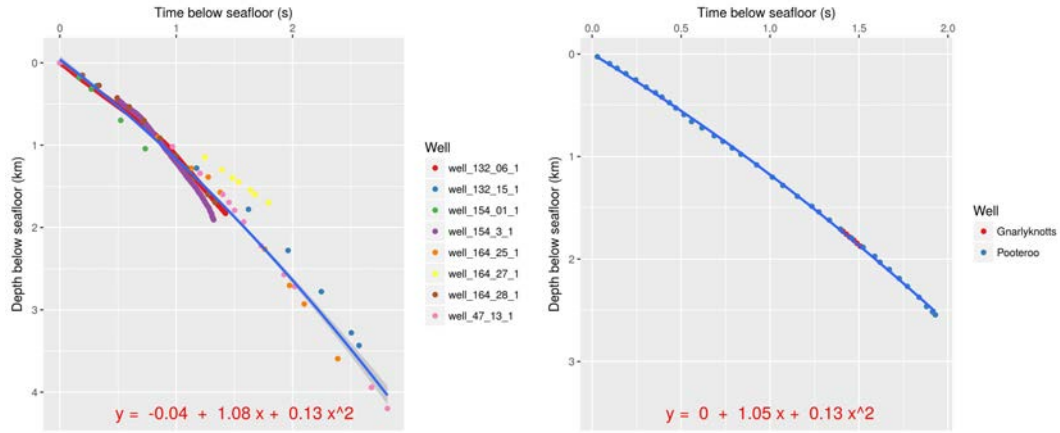 Time below seafloor (s)
0 1 2
Depth below seafloor (km)
0
1
2
3
4
y = -0.04 + 1.08 x + 0.13 x^2
Well
well_132_06_1
well_132_15_1
well_154_01_1
well_154_3_1
well_164_25_1
well_164_27_1
well_164_28_1
well_47_13_1
Time below seafloor (s)
0.0 0.5 1.0 1.5 2.0
Depth below seafloor (km)
0
1
2
3
y = 0 + 1.05 x + 0.13 x^2
Well
Gnarlyknotts
Pooteroo